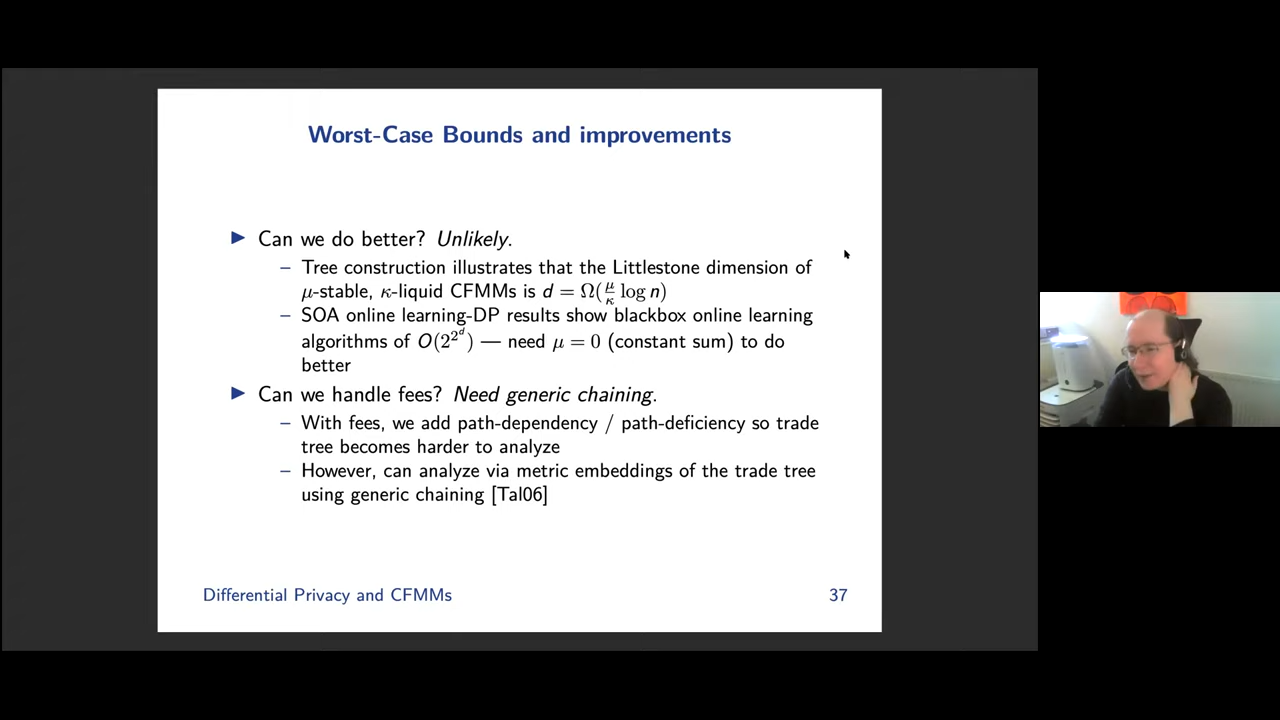 Worst-Case Bounds and improvements
▶ Can we do better? Unlikely.
– Tree construction illustrates that the Littlestone dimension of
μ-stable, κ-liquid CFMMs is d = Ω(μ/κ log n)
– SOA online learning-DP results show blackbox online learning
algorithms of O(2^{2^d}) — need μ = 0 (constant sum) to do
better
▶ Can we handle fees? Need generic chaining.
– With fees, we add path-dependency / path-deficiency so trade
tree becomes harder to analyze
– However, can analyze via metric embeddings of the trade tree
using generic chaining [Tal06]
Differential Privacy and CFMMs 37